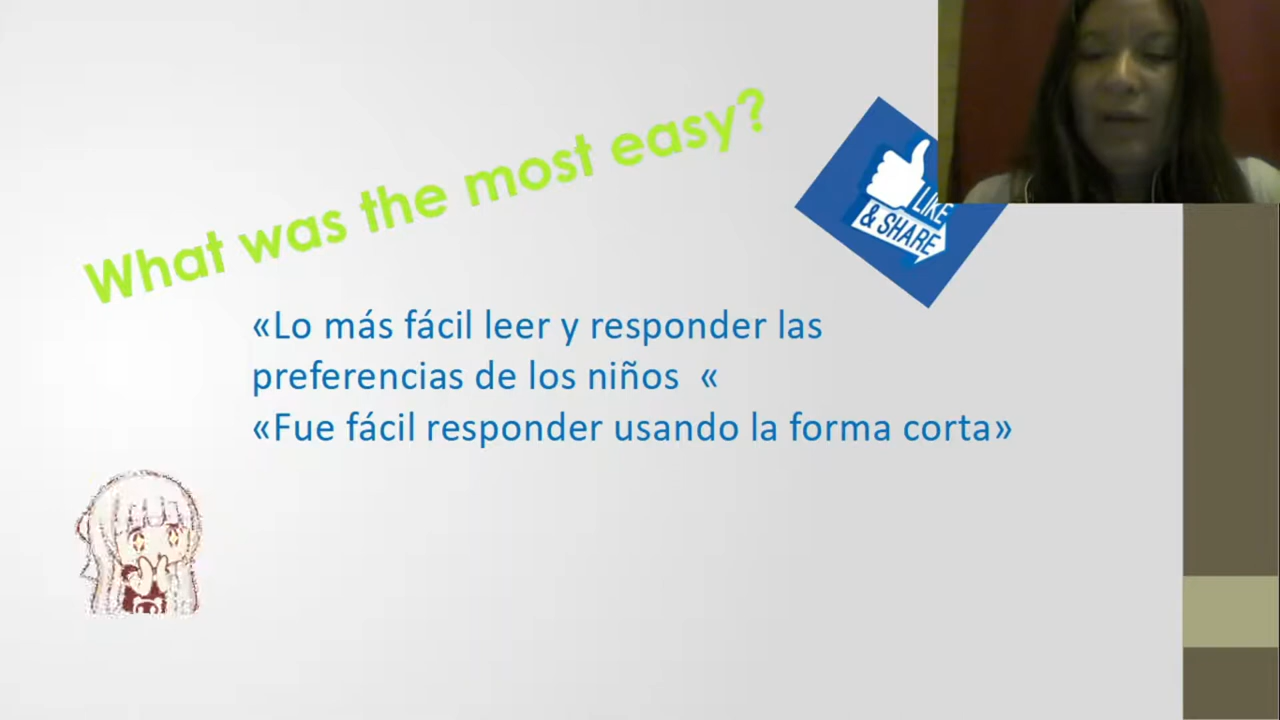 What was the most easy?
LIKE
& SHARE
«Lo más fácil leer y responder las
preferencias de los niños «
«Fue fácil responder usando la forma corta»